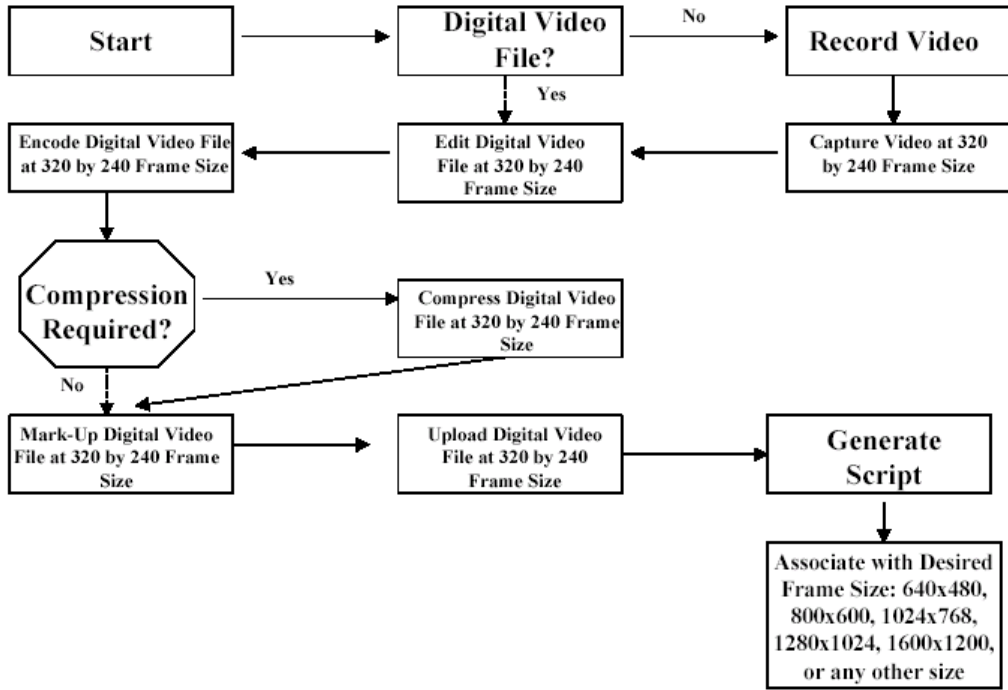 Start
Digital Video
File?
No
Record Video
Yes
Encode Digital Video File
at 320 by 240 Frame Size
Edit Digital Video
File at 320 by 240
Frame Size
Capture Video at 320
by 240 Frame Size
Compression
Required?
Yes
Compress Digital Video
File at 320 by 240 Frame
Size
No
Mark-Up Digital Video
File at 320 by 240 Frame
Size
Upload Digital Video
File at 320 by 240
Frame Size
Generate
Script
Associate with Desired
Frame Size: 640x480,
800x600, 1024x768,
1280x1024, 1600x1200,
or any other size